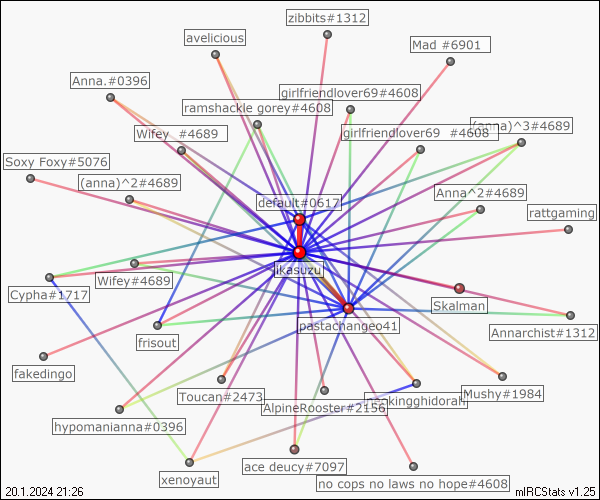 zibbits#1312
avelicious
Mad #6901
Anna.#0396
girlfriendlover69#4608
ramshackle gorey#4608
(anna)^3#4689
Wifey_#4689
girlfriendlover69 #4608
Soxy Foxy#5076
(anna)^2#4689
Anna^2#4689
default#0617
rattgaming
ikasuzu
Wifey#4689
Cypha#1717
Skalman
pastachangeo41
Annarchist#1312
frisout
fakedingo
Toucan#2473
Mushy#1984
AlpineRooster#2156
kingghidorah
hypomanianna#0396
xenoyaut
ace deucy#7097
no cops no laws no hope#4608
20.1.2024 21:26
mIRCStats v1.25